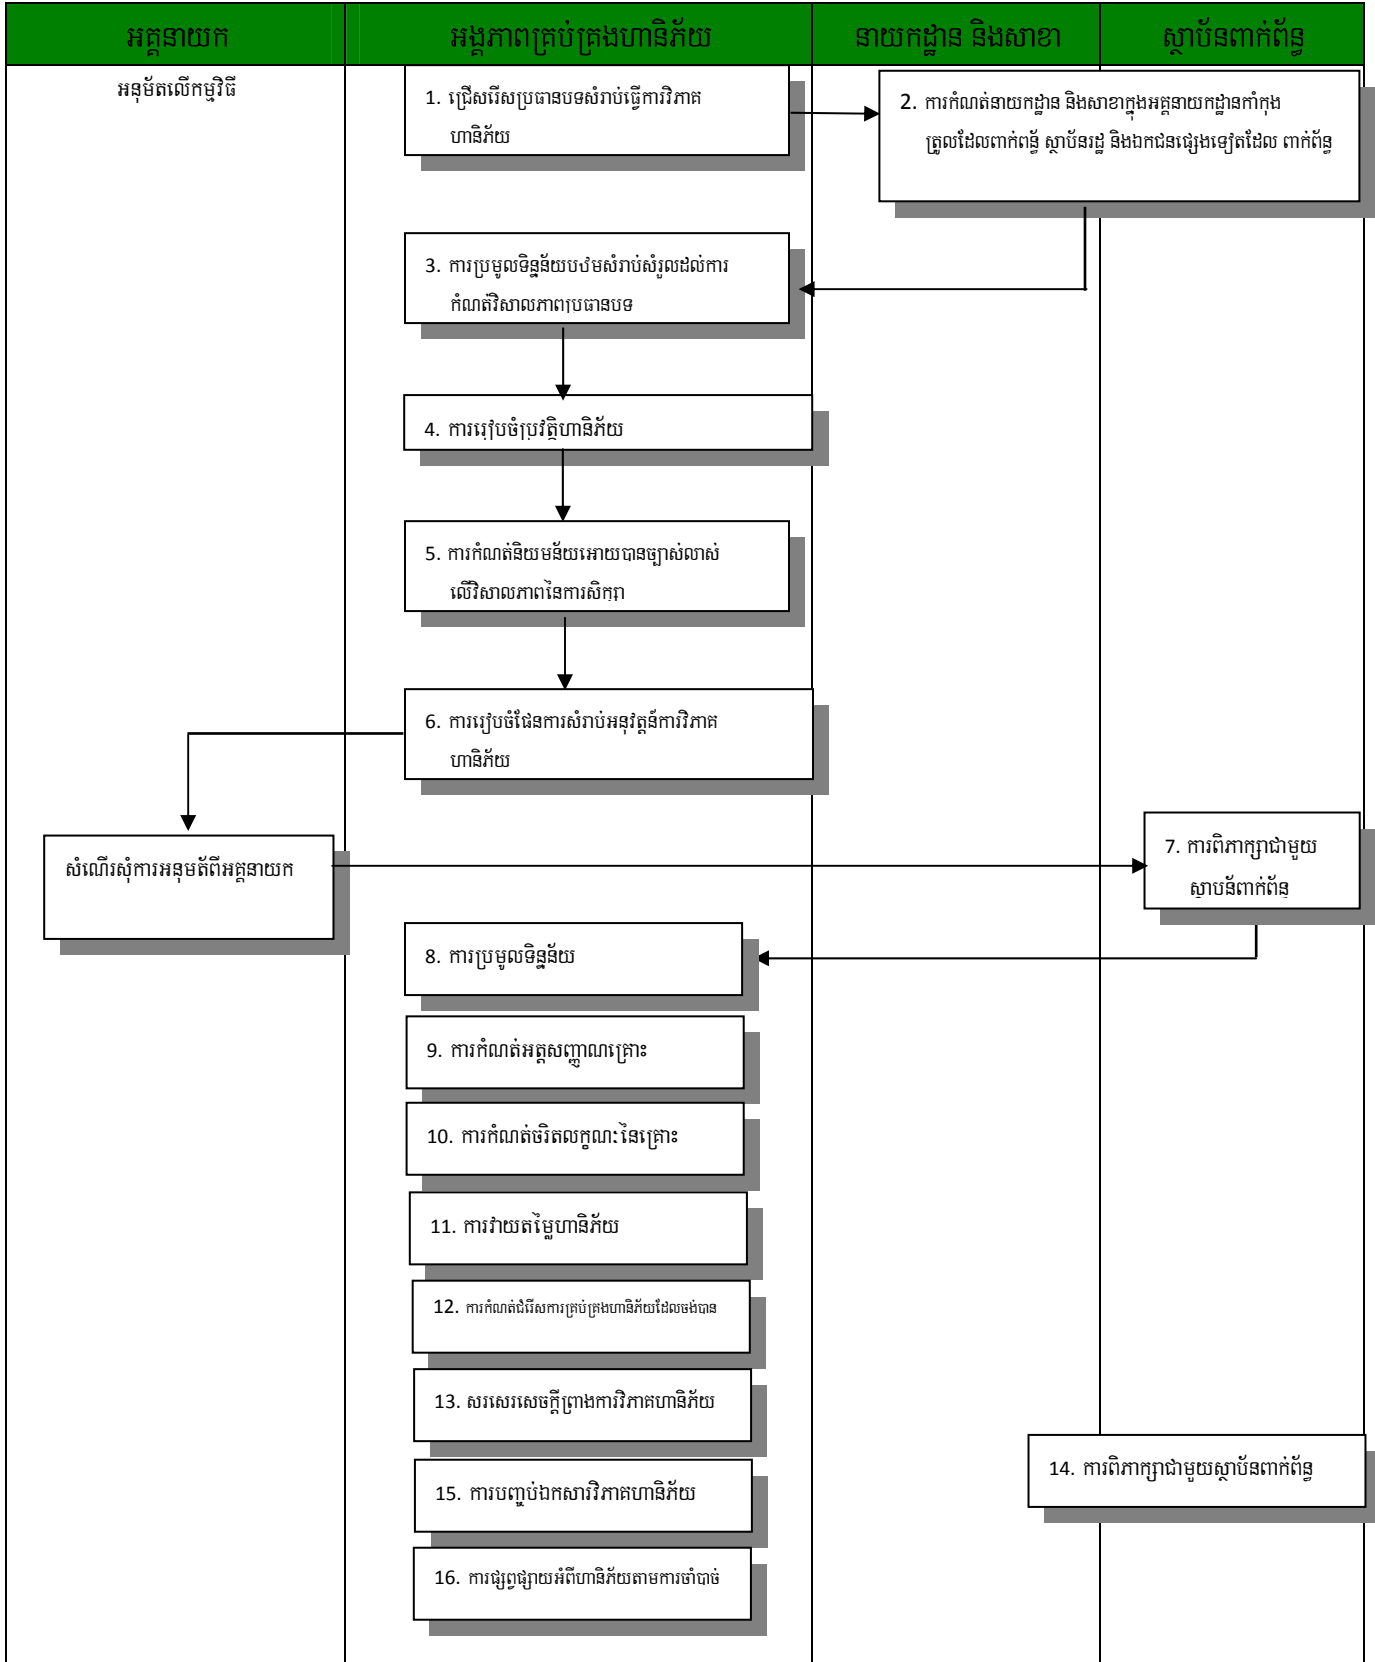 អគ្គនាយក
អង្គភាពគ្រប់គ្រងហានិភ័យ
នាយកដ្ឋាន និងសាខា
ស្ថាប័នពាក់ព័ន្ធ
អនុម័តលើកម្មវិធី
1. ជ្រើសរើសប្រធានបទសំរាប់ធ្វើការវិភាគ
ហានិភ័យ
2. ការកំណត់នាយកដ្ឋាន និងសាខាក្នុងអគ្គនាយកដ្ឋានកាំកុង
ត្រូលដែលពាក់ពន្ធ័ ស្ថាប័នរដ្ឋ និងឯកជនផ្សេងទៀតដែល ពាក់ព័ន្ធ
3. ការប្រមូលទិន្នន័យបឋមសំរាប់សំរួលដល់ការ
កំណត់វិសាលភាពប្រធានបទ
4. ការរៀបចំប្រវត្តិហានិភ័យ
5. ការកំណត់និយមន័យអោយបានច្បាស់លាស់
លើវិសាលភាពនៃការសិក្សា
6. ការរៀបចំផែនការសំរាប់អនុវត្តន៍ការវិភាគ
ហានិភ័យ
សំណើរសុំការអនុមត័ពីអគ្គនាយក
7. ការពិភាក្សាជាមួយ
ស្ថាបន័ពាក់ព័ន្ធ
8. ការប្រមូលទិន្នន័យ
9. ការកំណត់អត្តសញ្ញាណគ្រោះ
10. ការកំណត់ចរិតលក្ខណៈនៃគ្រោះ
11. ការវាយតម្លៃហានិភ័យ
12. ការកំណត់ជំរើសការគ្រប់គ្រងហានិភ័យដែលចង់បាន
13. សរសេរសេចក្តីព្រាងការវិភាគហានិភ័យ
14. ការពិភាក្សាជាមួយស្ថាប័នពាក់ព័ន្ធ
15. ការបញ្ចប់ឯកសារវិភាគហានិភ័យ
16. ការផ្សព្វផ្សាយអំពីហានិភ័យតាមការចាំបាច់